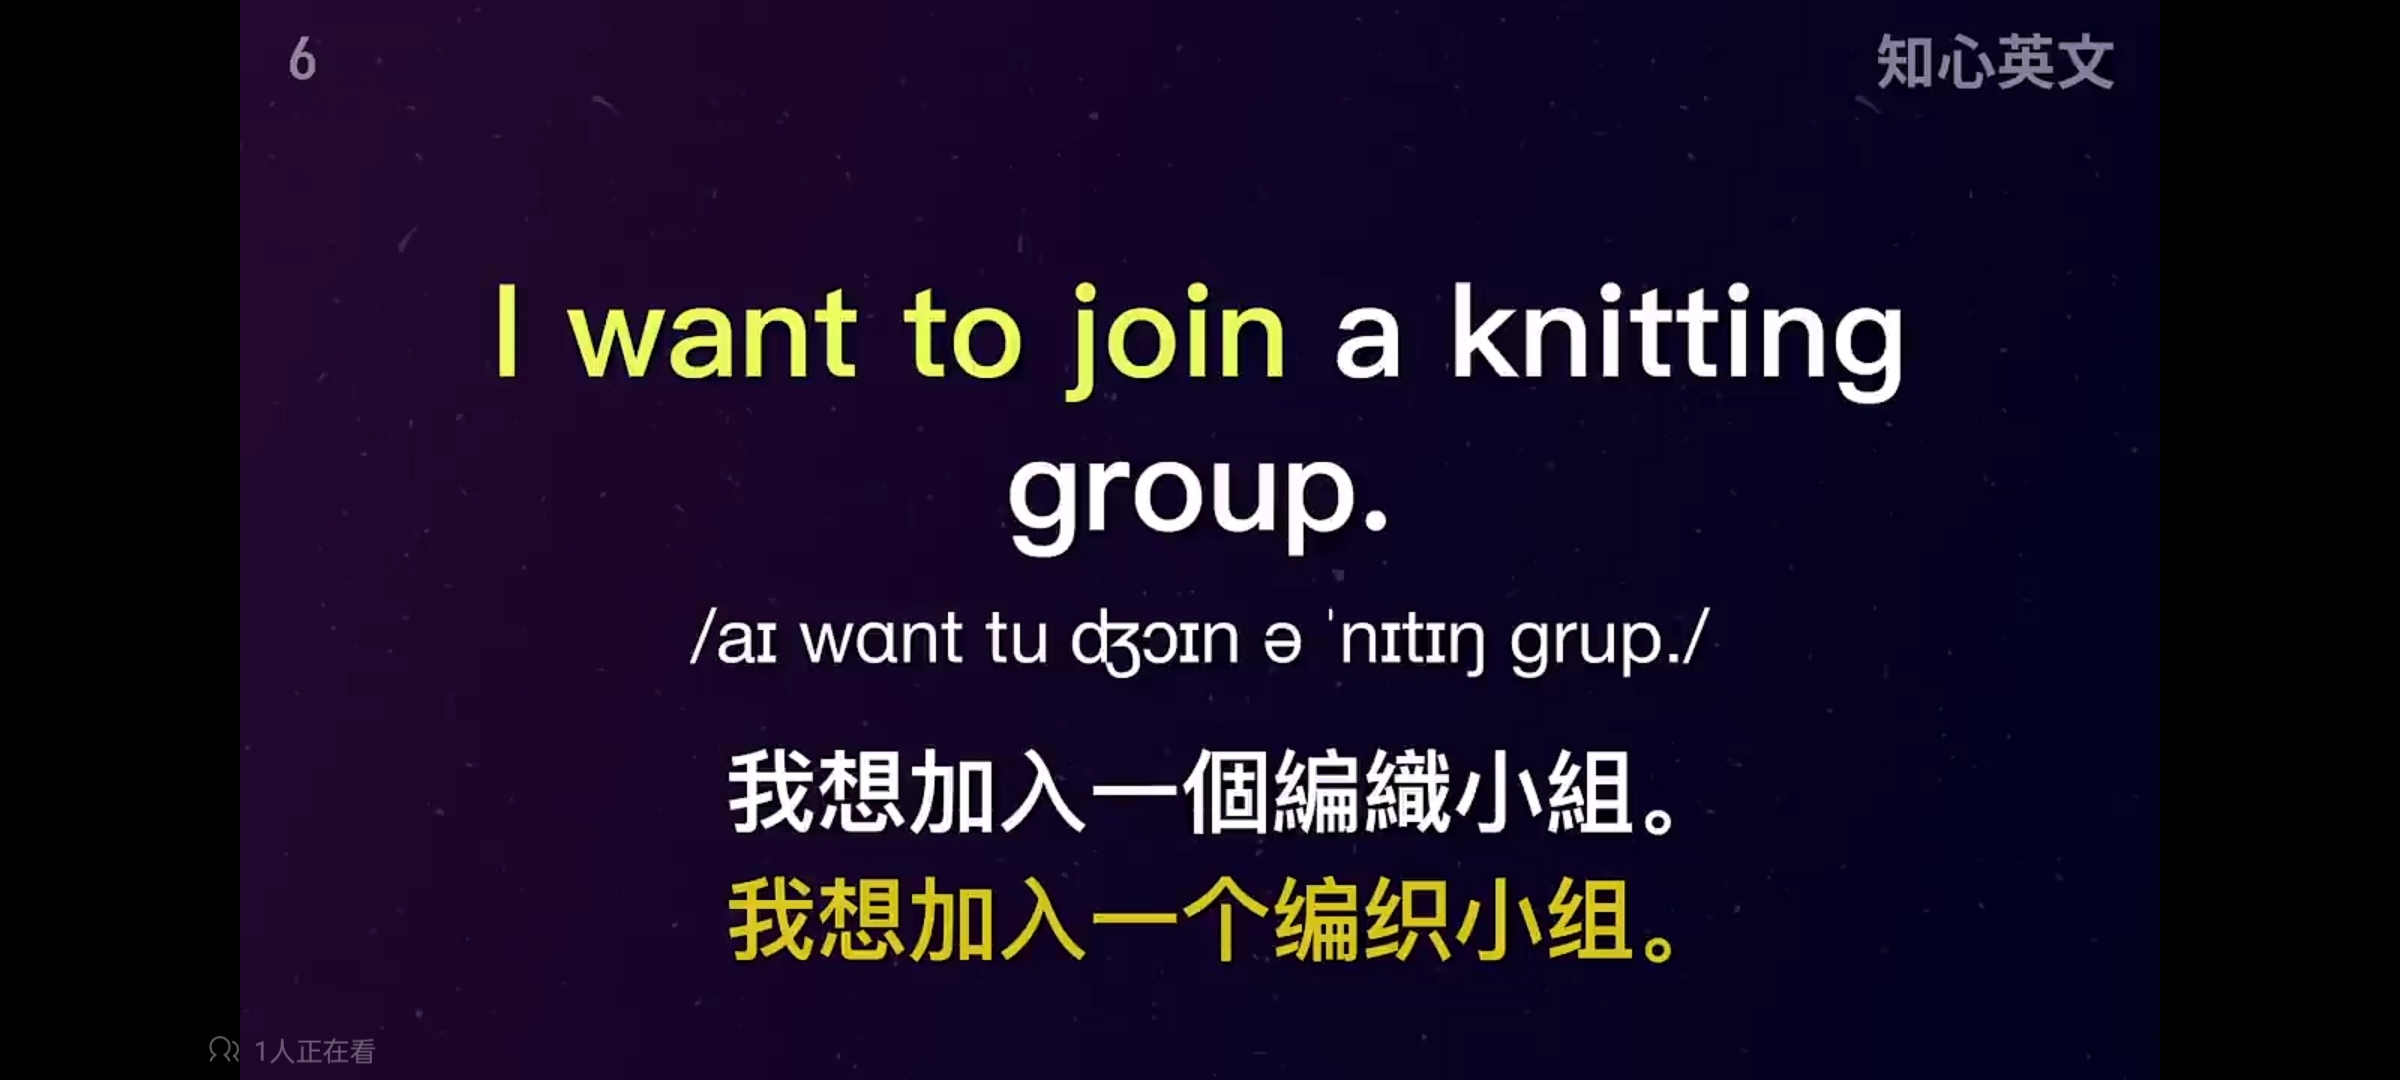 6
知心英文
I want to join a knitting
group.
/aɪ wɑnt tu ʤɔɪn ə ˈnɪtɪŋ grup./
我想加入一個編織小組。
我想加入一个编织小组。
1人正在看